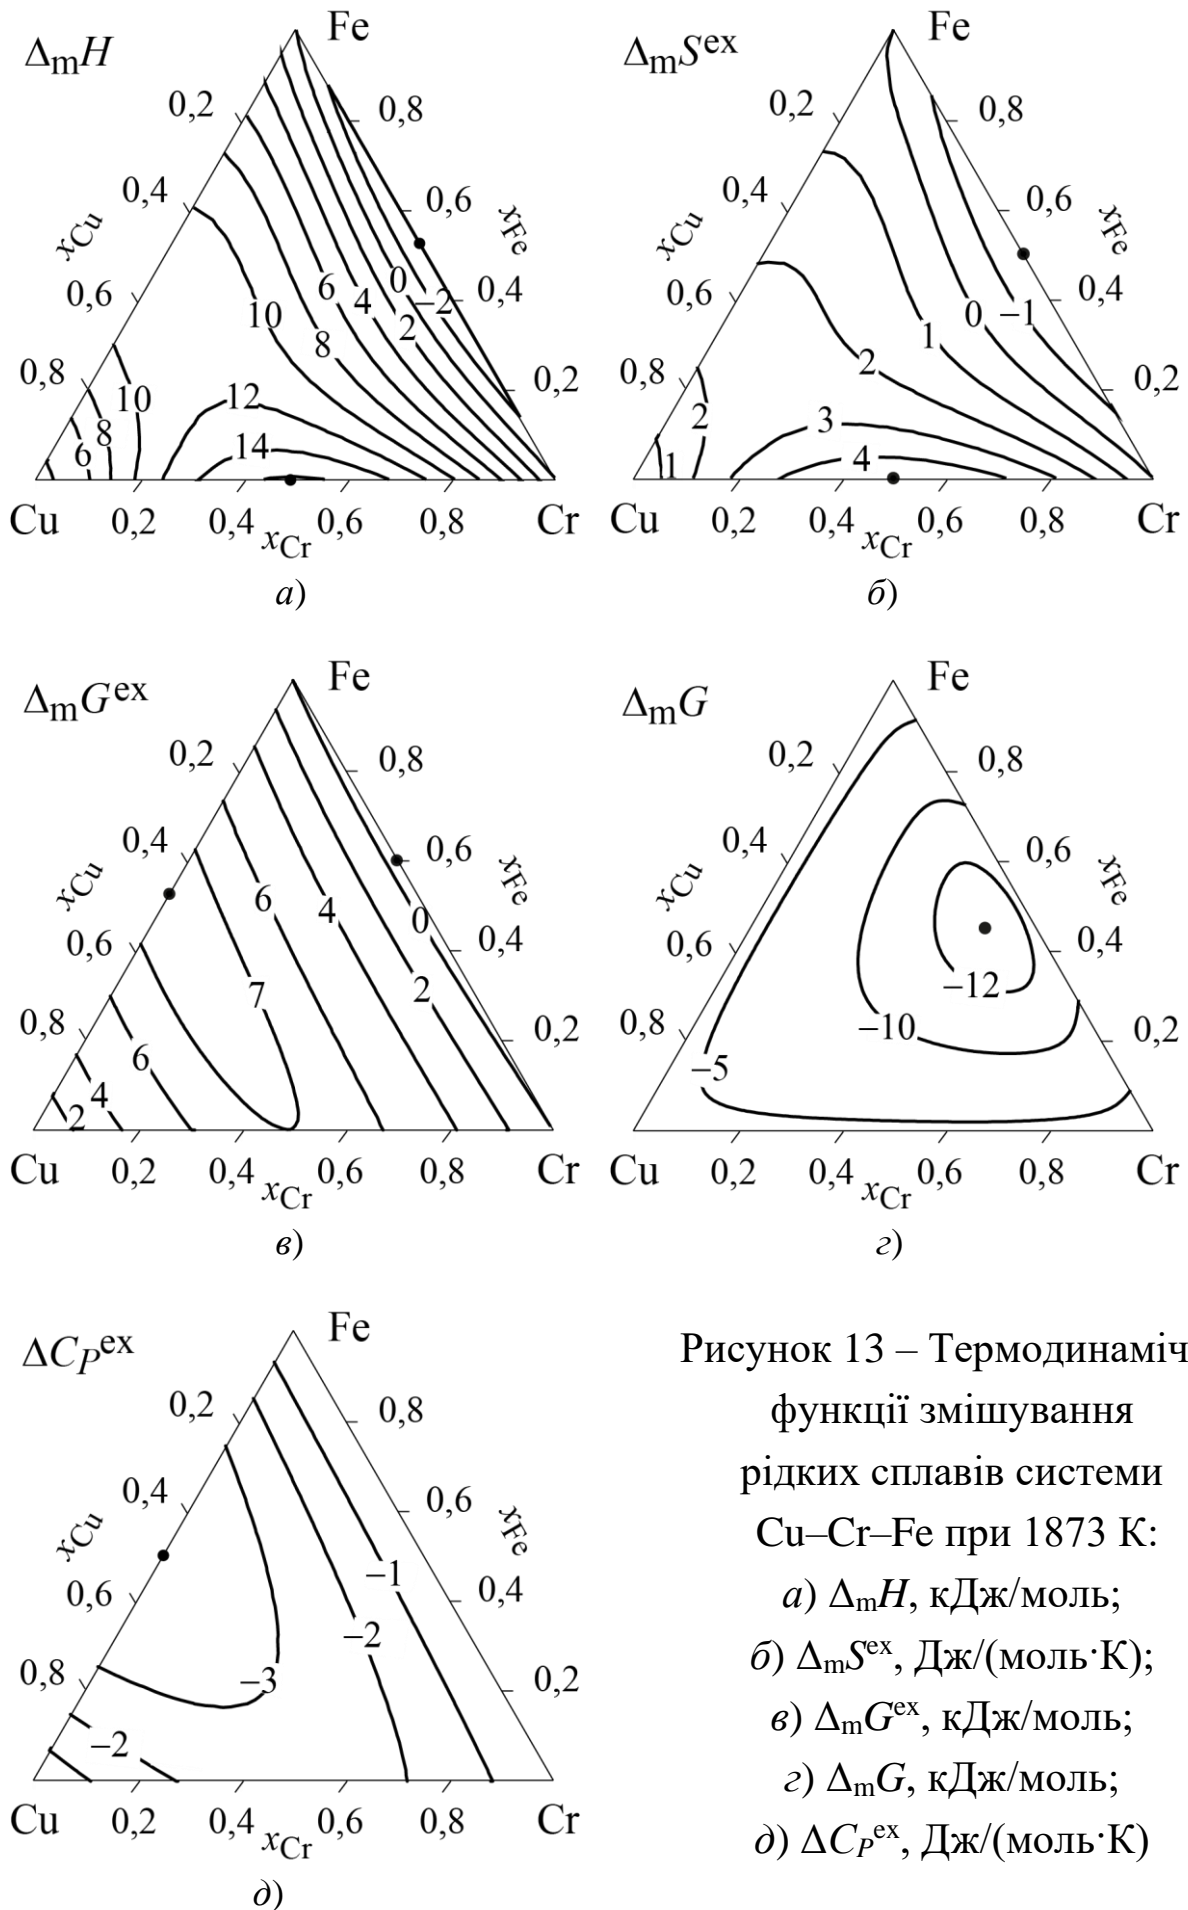 ΔmH
Fe
0,2
0,8
0,4
0,6
xCu
xFe
0,6
6
4
0
−2
0,4
10
8
2
0,8
10
12
0,2
8
6
14
Cu
0,2
0,4
xCr
0,6
0,8
Cr
а)
ΔmSex
Fe
0,2
0,8
0,4
0,6
xCu
xFe
0,6
0
−1
0,4
1
0,8
2
0,2
2
3
1
4
Cu
0,2
0,4
xCr
0,6
0,8
Cr
б)
ΔmGex
Fe
0,2
0,8
0,4
0,6
xCu
xFe
6
4
0
0,6
0,4
7
2
0,8
6
0,2
4
2
Cu
0,2
0,4
xCr
0,6
0,8
Cr
в)
ΔmG
Fe
0,2
0,8
0,4
0,6
xCu
xFe
0,6
0,4
−12
0,8
−10
0,2
−5
Cu
0,2
0,4
xCr
0,6
0,8
Cr
г)
ΔCPex
Fe
0,2
0,8
0,4
0,6
xCu
xFe
0,6
−1
0,4
−2
0,8
−3
0,2
−2
Cu
0,2
0,4
xCr
0,6
0,8
Cr
д)
Рисунок 13 – Термодинаміч
функції змішування
рідких сплавів системи
Cu–Cr–Fe при 1873 К:
а) ΔmH, кДж/моль;
б) ΔmSex, Дж/(моль·К);
в) ΔmGex, кДж/моль;
г) ΔmG, кДж/моль;
д) ΔCPex, Дж/(моль·К)